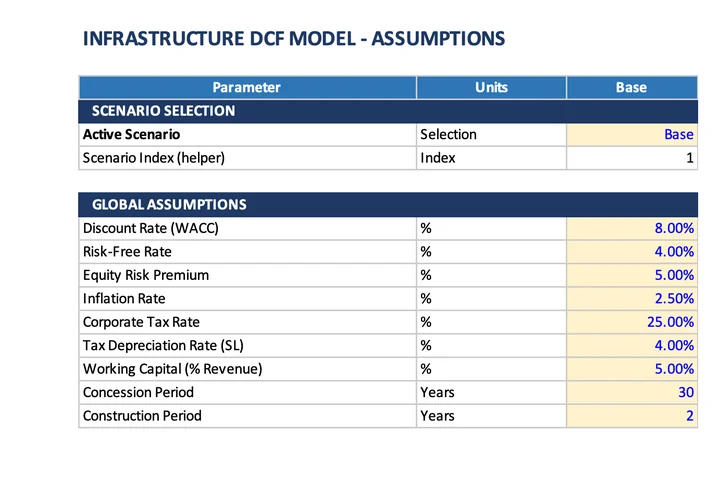 INFRASTRUCTURE DCF MODEL - ASSUMPTIONS
Parameter Units Base
SCENARIO SELECTION
Active Scenario Selection Base
Scenario Index (helper) Index 1
GLOBAL ASSUMPTIONS
Discount Rate (WACC) % 8.00%
Risk-Free Rate % 4.00%
Equity Risk Premium % 5.00%
Inflation Rate % 2.50%
Corporate Tax Rate % 25.00%
Tax Depreciation Rate (SL) % 4.00%
Working Capital (% Revenue) % 5.00%
Concession Period Years 30
Construction Period Years 2